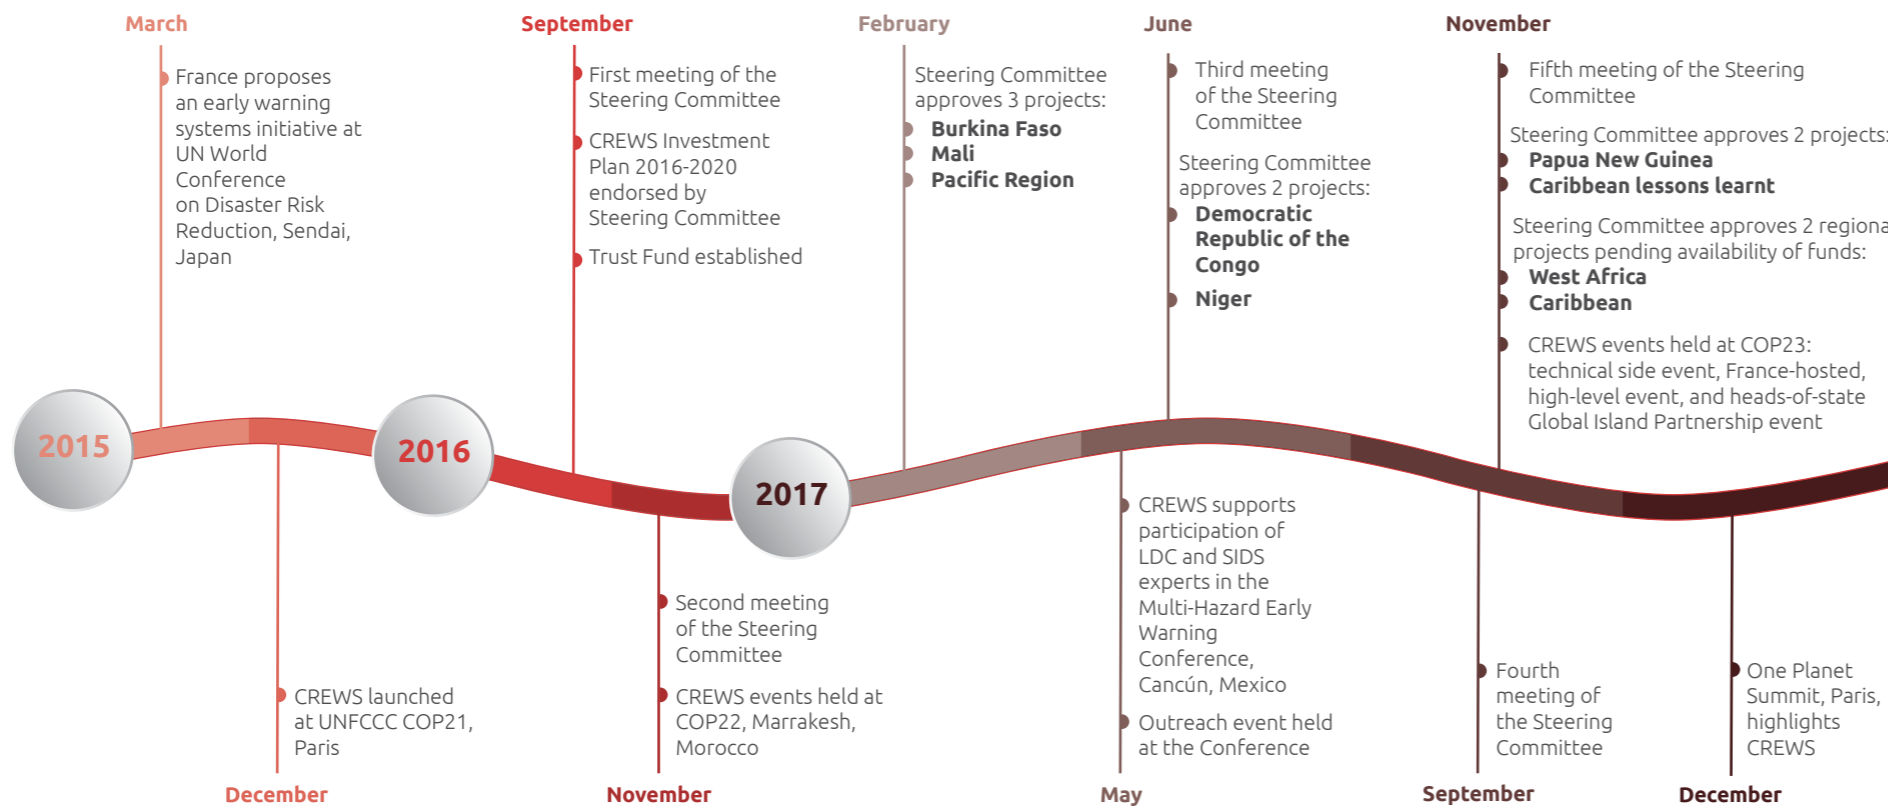 March
France proposes
an early warning
systems initiative at
UN World
Conference
on Disaster Risk
Reduction, Sendai,
Japan
September
First meeting of the
Steering Committee
CREWS Investment
Plan 2016-2020
endorsed by
Steering Committee
Trust Fund established
February
Steering Committee
approves 3 projects:
Burkina Faso
Mali
Pacific Region
June
Third meeting
of the Steering
Committee
Steering Committee
approves 2 projects:
Democratic
Republic of the
Congo
Niger
November
Fifth meeting of the Steering
Committee
Steering Committee approves 2 projects:
Papua New Guinea
Caribbean lessons learnt
Steering Committee approves 2 regiona
projects pending availability of funds:
West Africa
Caribbean
CREWS events held at COP23:
technical side event, France-hosted,
high-level event, and heads-of-state
Global Island Partnership event
2015
2016
2017
CREWS launched
at UNFCCC COP21,
Paris
December
Second meeting
of the Steering
Committee
CREWS events held at
COP22, Marrakesh,
Morocco
November
CREWS supports
participation of
LDC and SIDS
experts in the
Multi-Hazard Early
Warning
Conference,
Cancún, Mexico
Outreach event held
at the Conference
May
Fourth
meeting of
the Steering
Committee
September
One Planet
Summit, Paris,
highlights
CREWS
December